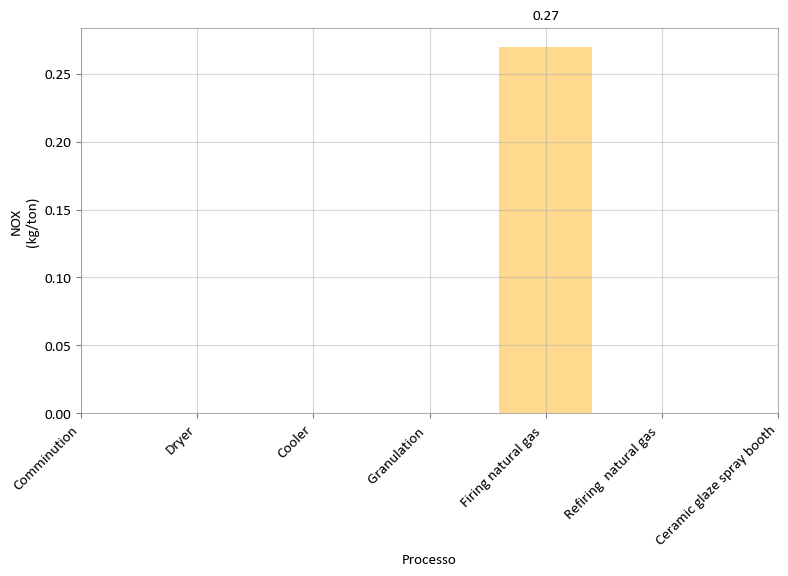 0.27
0.25
0.20
0.15
0.10
0.05
0.00
NOX
(kg/ton)
Comminution
Dryer
Cooler
Granulation
Firing natural gas
Refiring  natural gas
Ceramic glaze spray booth
Processo